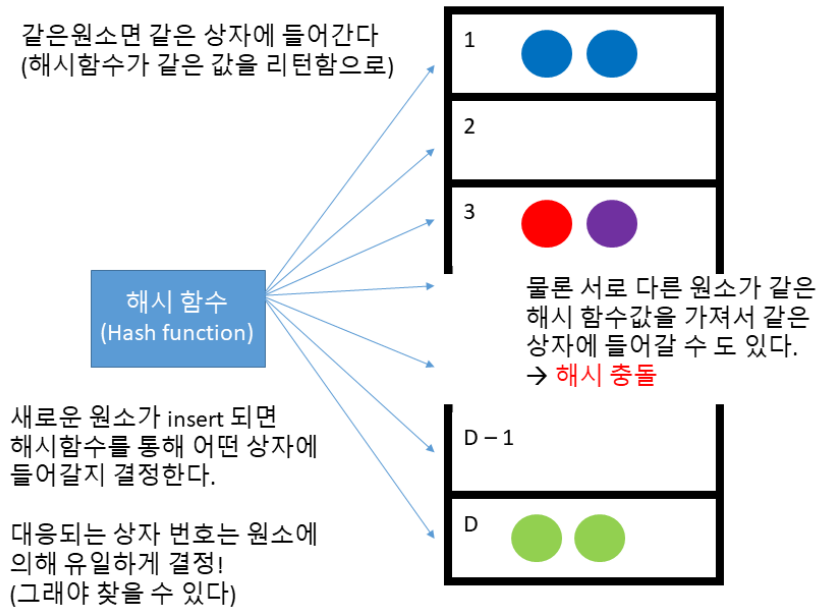 같은원소면 같은 상자에 들어간다
(해시함수가 같은 값을 리턴함으로)
1
2
3
해시 함수
(Hash function)
물론 서로 다른 원소가 같은
해시 함수값을 가져서 같은
상자에 들어갈 수 도 있다.
→ 해시 충돌
새로운 원소가 insert 되면
해시함수를 통해 어떤 상자에
들어갈지 결정한다.
D – 1
대응되는 상자 번호는 원소에
의해 유일하게 결정!
(그래야 찾을 수 있다)
D